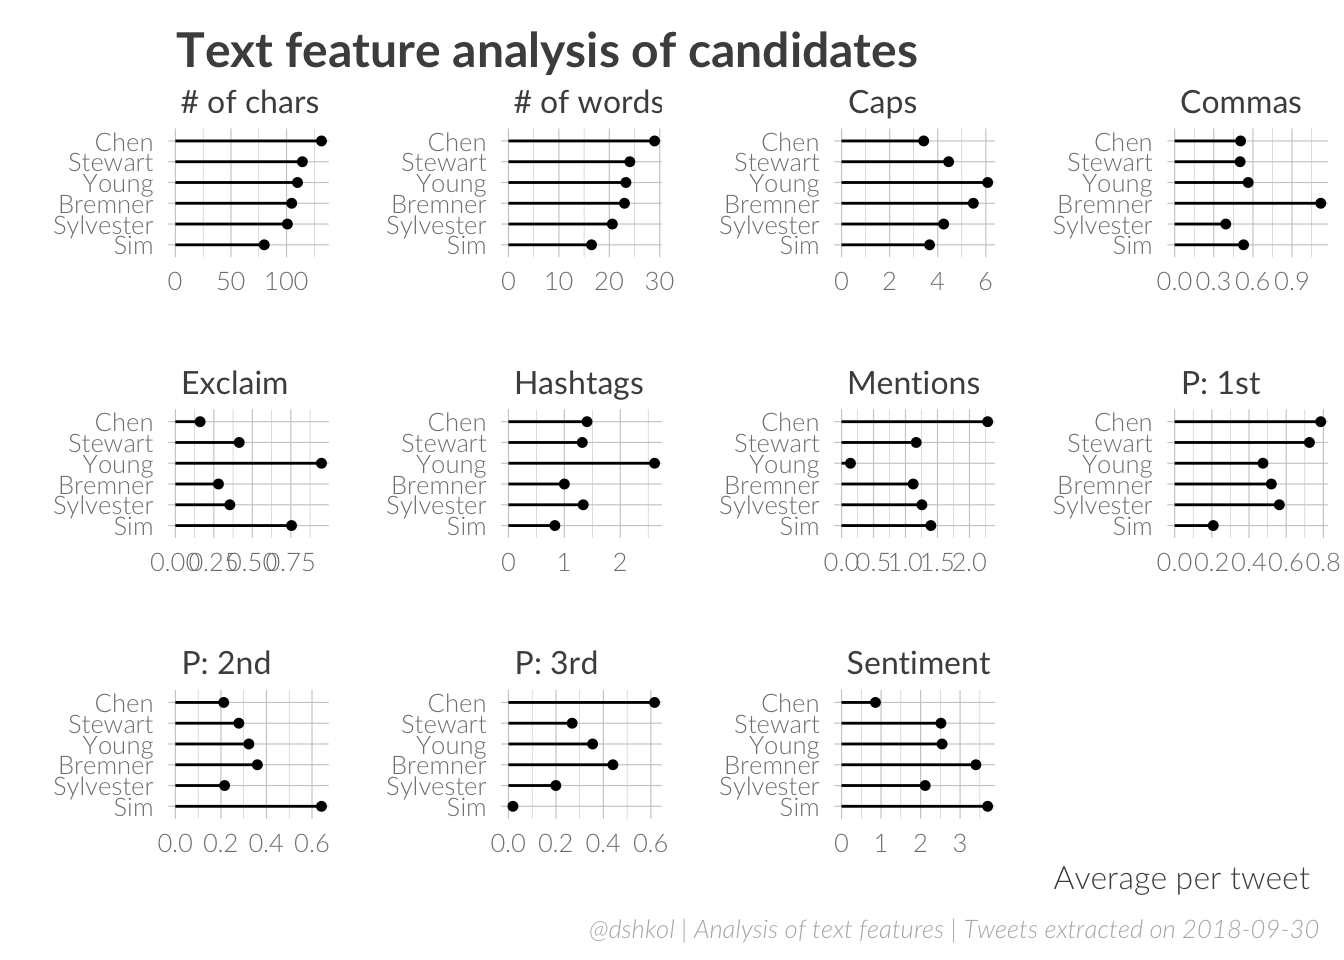 Text feature analysis of candidates
# of chars
Chen
Stewart
Young
Bremner
Sylvester
Sim
0 50 100
# of words
Chen
Stewart
Young
Bremner
Sylvester
Sim
0 10 20 30
Caps
Chen
Stewart
Young
Bremner
Sylvester
Sim
0 2 4 6
Commas
Chen
Stewart
Young
Bremner
Sylvester
Sim
0.0 0.3 0.6 0.9
Exclaim
Chen
Stewart
Young
Bremner
Sylvester
Sim
0.00 0.25 0.50 0.75
Hashtags
Chen
Stewart
Young
Bremner
Sylvester
Sim
0 1 2
Mentions
Chen
Stewart
Young
Bremner
Sylvester
Sim
0.0 0.5 1.0 1.5 2.0
P: 1st
Chen
Stewart
Young
Bremner
Sylvester
Sim
0.0 0.2 0.4 0.6 0.8
P: 2nd
Chen
Stewart
Young
Bremner
Sylvester
Sim
0.0 0.2 0.4 0.6
P: 3rd
Chen
Stewart
Young
Bremner
Sylvester
Sim
0.0 0.2 0.4 0.6
Sentiment
Chen
Stewart
Young
Bremner
Sylvester
Sim
0 1 2 3
Average per tweet
@dshkol | Analysis of text features | Tweets extracted on 2018-09-30